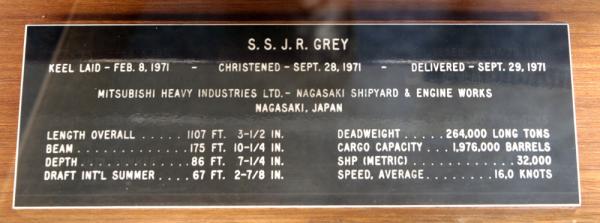 S. S. J. R. GREY
KEEL LAID - FEB. 8, 1971 - CHRISTENED - SEPT. 28, 1971 - DELIVERED - SEPT. 29, 1971
MITSUBISHI HEAVY INDUSTRIES LTD.- NAGASAKI SHIPYARD & ENGINE WORKS
NAGASAKI, JAPAN
LENGTH OVERALL ...... 1107 FT. 3-1/2 IN.
BEAM ............... 175 FT. 10-1/4 IN.
DEPTH .............. 86 FT. 7-1/4 IN.
DRAFT INT'L SUMMER .... 67 FT. 2-7/8 IN.
DEADWEIGHT ...... 264,000 LONG TONS
CARGO CAPACITY ... 1,976,000 BARRELS
SHP (METRIC) ............. 32,000
SPEED, AVERAGE ......... 16.0 KNOTS